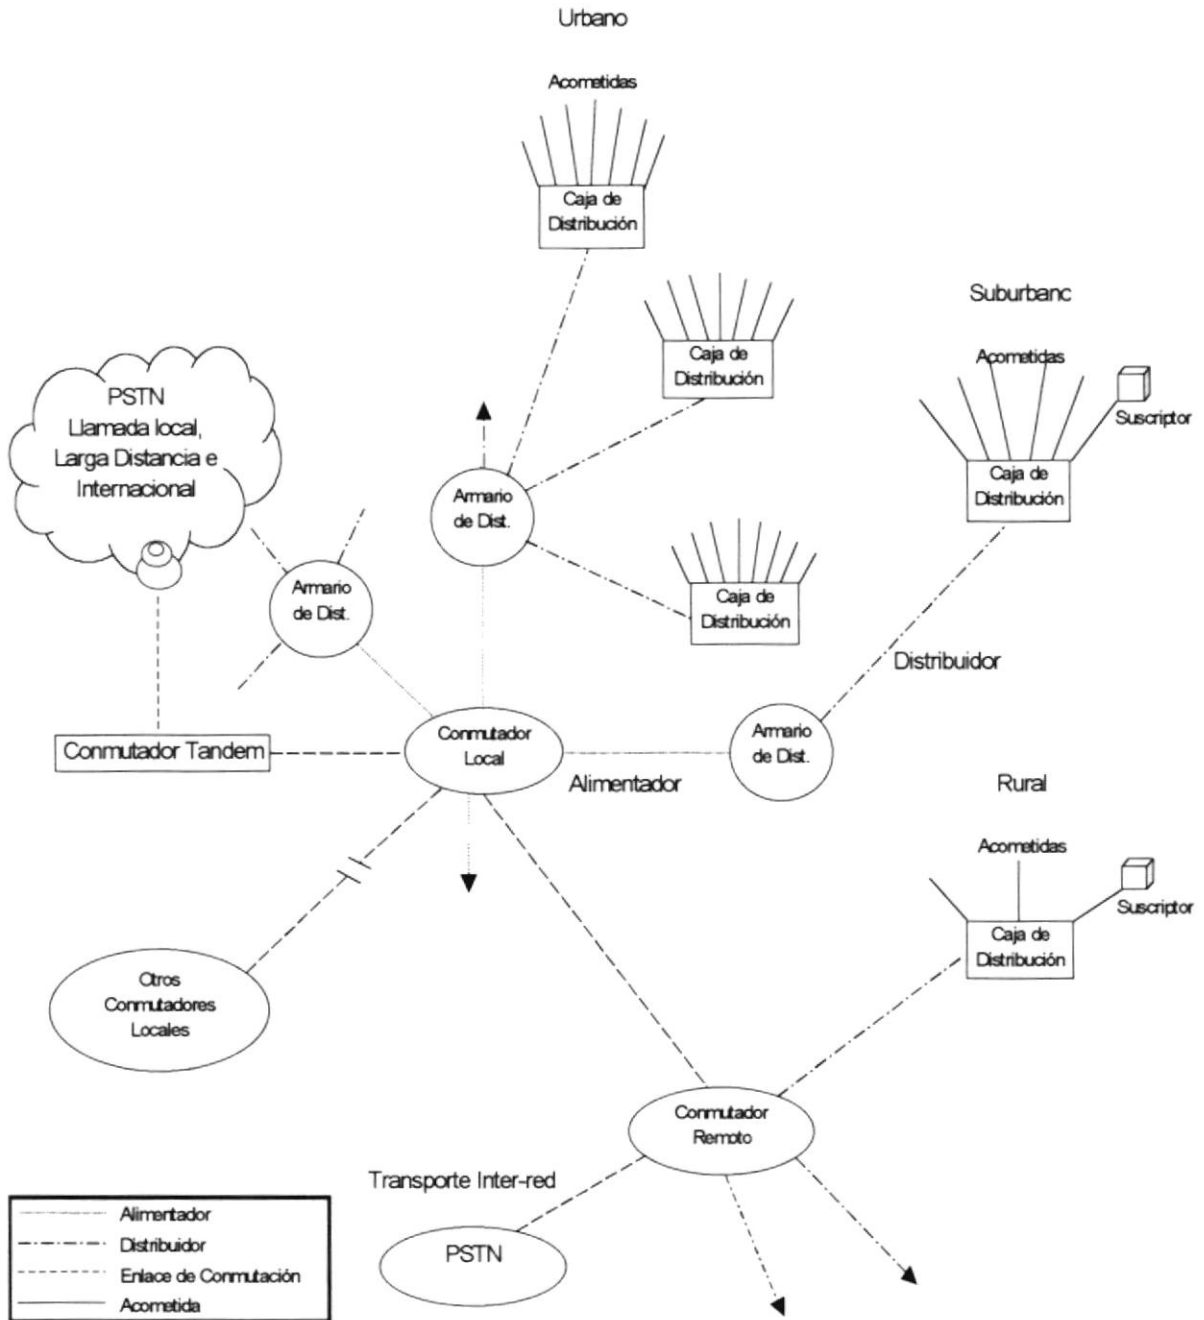 Urbano
Acometidas
Caja de
Distribución
Caja de
Distribución
Suburbano
Acometidas
Suscriptor
Caja de
Distribución
PSTN
Llamada local,
Larga Distancia e
Internacional
Armario
de Dist.
Armario
de Dist.
Caja de
Distribución
Distribuidor
Conmutador Tandem
Conmutador
Local
Alimentador
Armario
de Dist.
Rural
Acometidas
Suscriptor
Caja de
Distribución
Otros
Conmutadores
Locales
Conmutador
Remoto
Transporte Inter-red
PSTN
Alimentador
Distribuidor
Enlace de Conmutación
Acometida